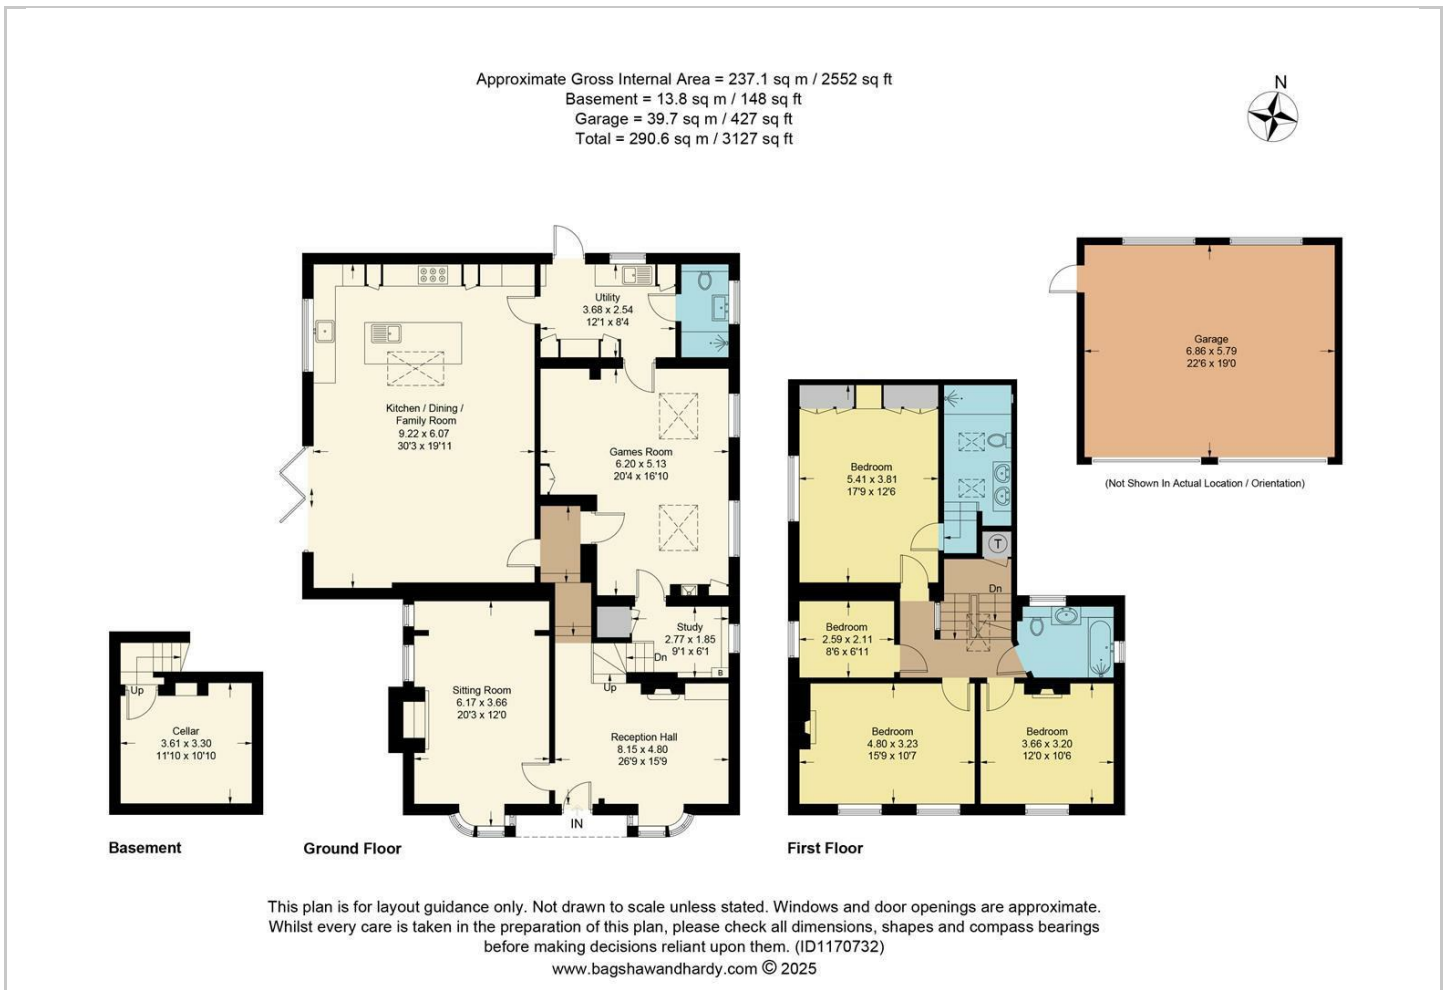 Approximate Gross Internal Area = 237.1 sq m / 2552 sq ft
Basement = 13.8 sq m / 148 sq ft
Garage = 39.7 sq m / 427 sq ft
Total = 290.6 sq m / 3127 sq ft
N
Utility
3.68 x 2.54
12'1 x 8'4
Kitchen / Dining /
Family Room
9.22 x 6.07
30'3 x 19'11
Games Room
6.20 x 5.13
20'4 x 16'10
Study
2.77 x 1.85
9'1 x 6'1
Dn
B
Up
Sitting Room
6.17 x 3.66
20'3 x 12'0
Reception Hall
8.15 x 4.80
26'9 x 15'9
IN
Up
Cellar
3.61 x 3.30
11'10 x 10'10
Bedroom
5.41 x 3.81
17'9 x 12'6
T
Dn
Bedroom
2.59 x 2.11
8'6 x 6'11
Bedroom
4.80 x 3.23
15'9 x 10'7
Bedroom
3.66 x 3.20
12'0 x 10'6
Garage
6.86 x 5.79
22'6 x 19'0
(Not Shown In Actual Location / Orientation)
Basement
Ground Floor
First Floor
This plan is for layout guidance only. Not drawn to scale unless stated. Windows and door openings are approximate.
Whilst every care is taken in the preparation of this plan, please check all dimensions, shapes and compass bearings
before making decisions reliant upon them. (ID1170732)
www.bagshawandhardy.com © 2025